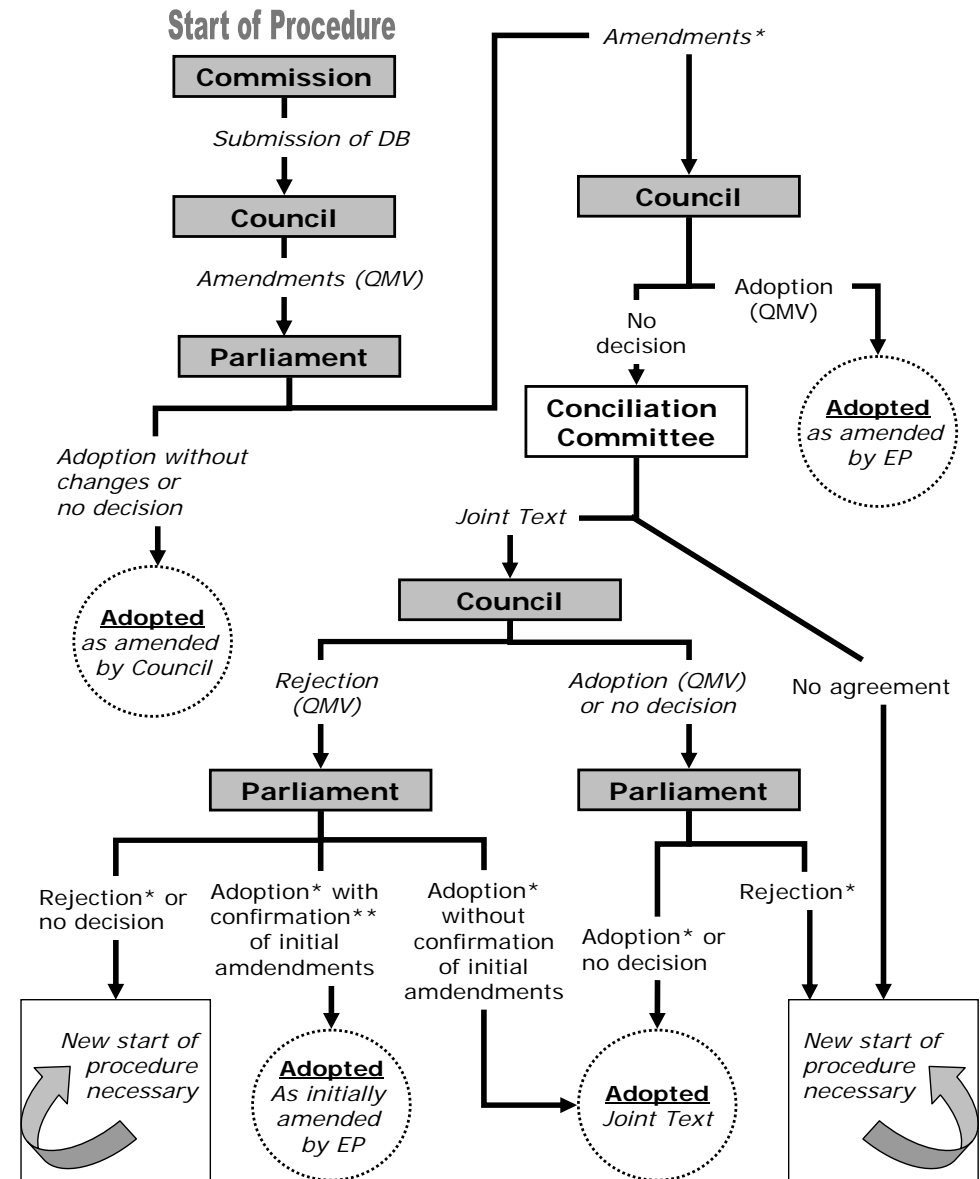 Start of Procedure
Commission
Submission of DB
Council
Amendments (QMV)
Parliament
Adoption without
changes or
no decision
Adopted
as amended
by Council
Amendments*
Council
No
decision
Adoption
(QMV)
Adopted
as amended
by EP
Conciliation
Committee
Joint Text
No agreement
Council
Rejection
(QMV)
Adoption (QMV)
or no decision
Parliament
Parliament
Rejection* or
no decision
Adoption* with
confirmation**
of initial
amdendments
Adoption*
without
confirmation
of initial
amdendments
Adoption* or
no decision
Rejection*
New start of
procedure
necessary
Adopted
As initially
amended
by EP
Adopted
Joint Text
New start of
procedure
necessary